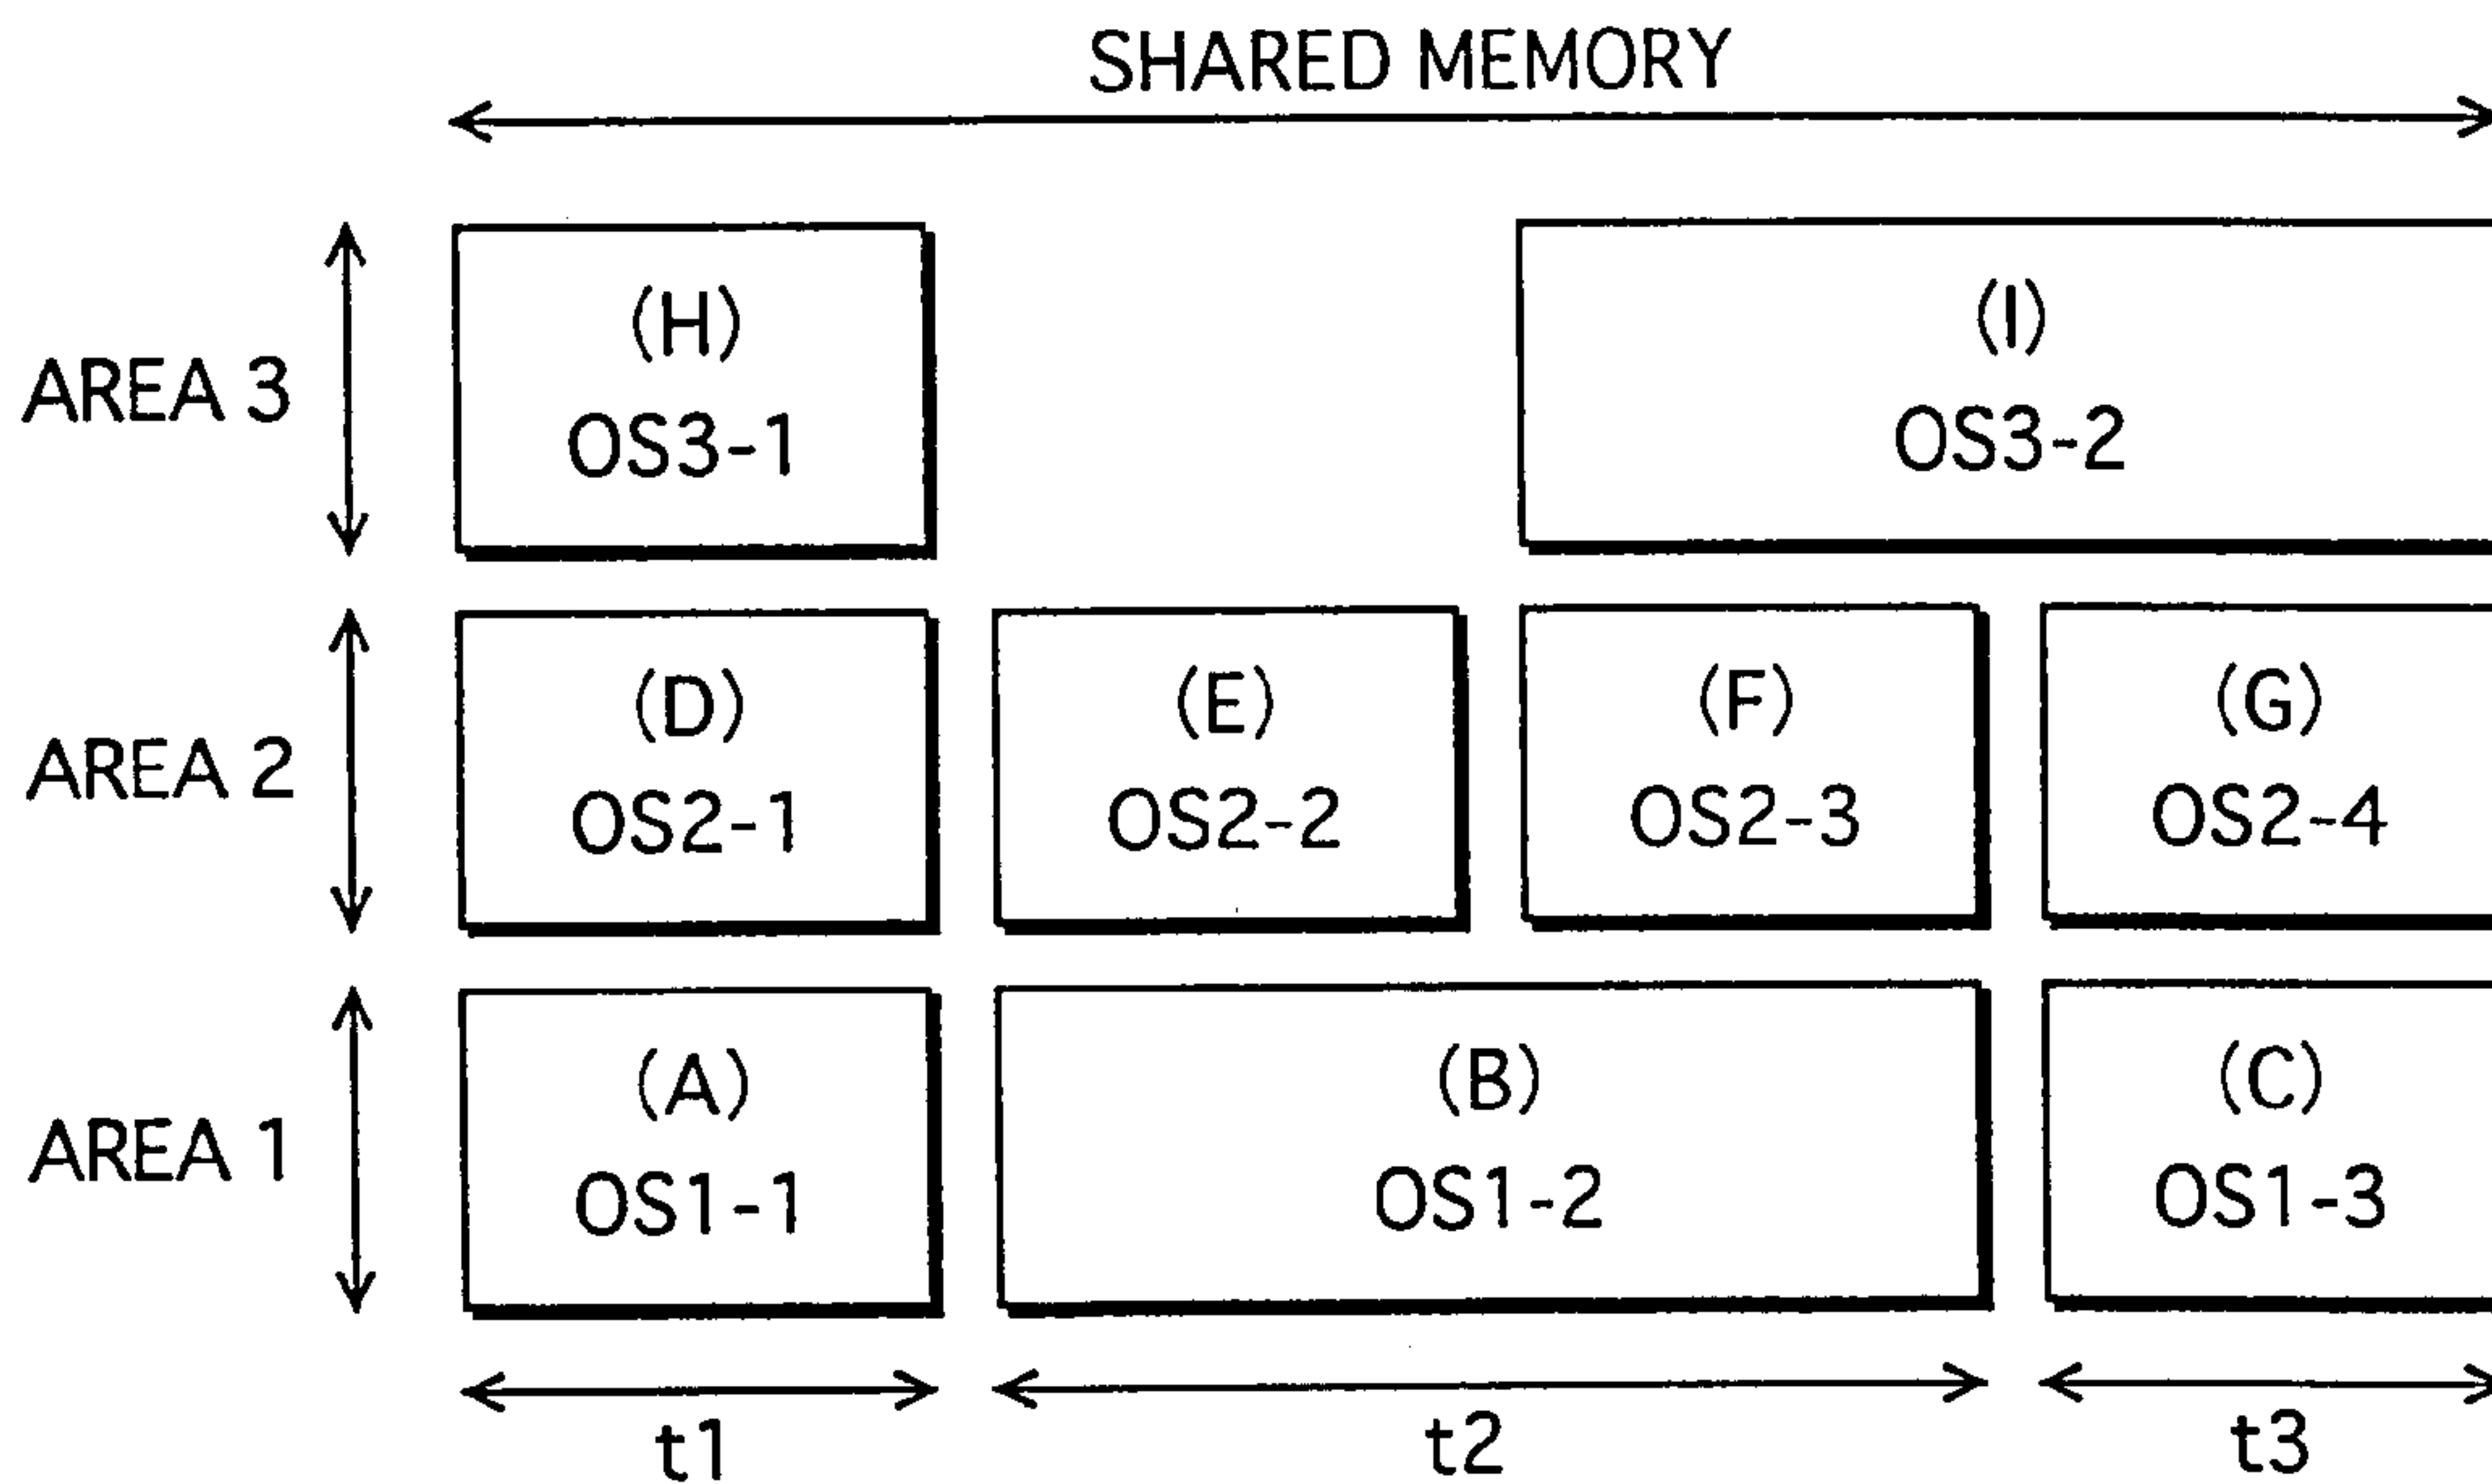 SHARED MEMORY
AREA 3
(H)
OS3-1
(I)
OS3-2
AREA 2
(D)
OS2-1
(E)
OS2-2
(F)
OS2-3
(G)
OS2-4
AREA 1
(A)
OS1-1
(B)
OS1-2
(C)
OS1-3
t1
t2
t3